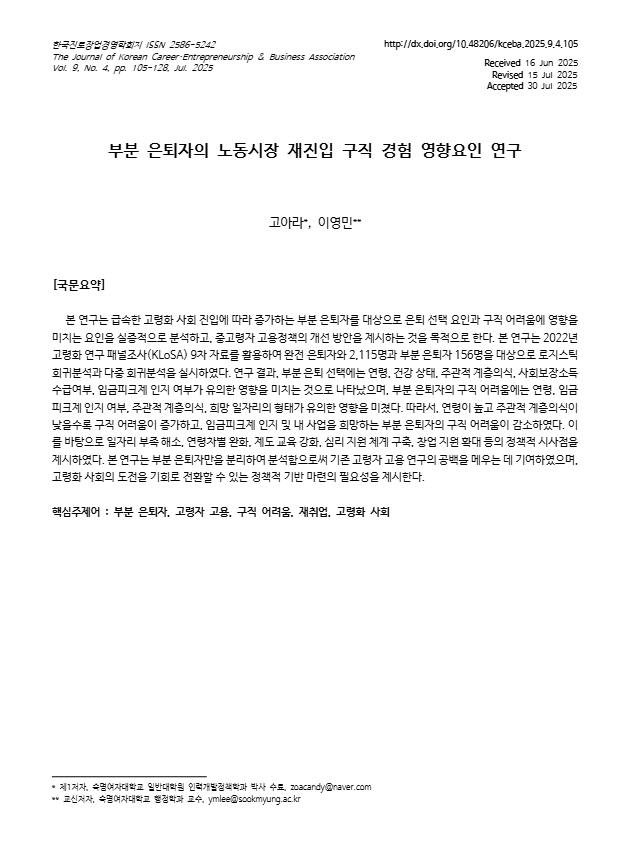 한국진로창업경영학회지 ISSN 2586-5242
The Journal of Korean Career·Entrepreneurship & Business Association
Vol. 9, No. 4, pp. 105-128, Jul. 2025
http://dx.doi.org/10.48206/kceba.2025.9.4.105
Received 16 Jun 2025
Revised 15 Jul 2025
Accepted 30 Jul 2025
부분 은퇴자의 노동시장 재진입 구직 경험 영향요인 연구
고아라*, 이영민**
[국문요약]
본 연구는 급속한 고령화 사회 진입에 따라 증가하는 부분 은퇴자를 대상으로 은퇴 선택 요인과 구직 어려움에 영향을
미치는 요인을 실증적으로 분석하고, 중고령자 고용정책의 개선 방안을 제시하는 것을 목적으로 한다. 본 연구는 2022년
고령화 연구 패널조사(KLoSA) 9차 자료를 활용하여 완전 은퇴자와 2,115명과 부분 은퇴자 156명을 대상으로 로지스틱
회귀분석과 다중 회귀분석을 실시하였다. 연구 결과, 부분 은퇴 선택에는 연령, 건강 상태, 주관적 계층의식, 사회보장소득
수급여부, 임금피크제 인지 여부가 유의한 영향을 미치는 것으로 나타났으며, 부분 은퇴자의 구직 어려움에는 연령, 임금
피크제 인지 여부, 주관적 계층의식, 희망 일자리의 형태가 유의한 영향을 미쳤다. 따라서, 연령이 높고 주관적 계층의식이
낮을수록 구직 어려움이 증가하고, 임금피크제 인지 및 내 사업을 희망하는 부분 은퇴자의 구직 어려움이 감소하였다. 이
를 바탕으로 일자리 부족 해소, 연령차별 완화, 제도 교육 강화, 심리 지원 체계 구축, 창업 지원 확대 등의 정책적 시사점을
제시하였다. 본 연구는 부분 은퇴자만을 분리하여 분석함으로써 기존 고령자 고용 연구의 공백을 메우는 데 기여하였으며,
고령화 사회의 도전을 기회로 전환할 수 있는 정책적 기반 마련의 필요성을 제시한다.
핵심주제어 : 부분 은퇴자, 고령자 고용, 구직 어려움, 재취업, 고령화 사회
* 제1저자, 숙명여자대학교 일반대학원 인력개발정책학과 박사 수료, zoacandy@naver.com
** 교신저자, 숙명여자대학교 행정학과 교수, ymlee@sookmyung.ac.kr